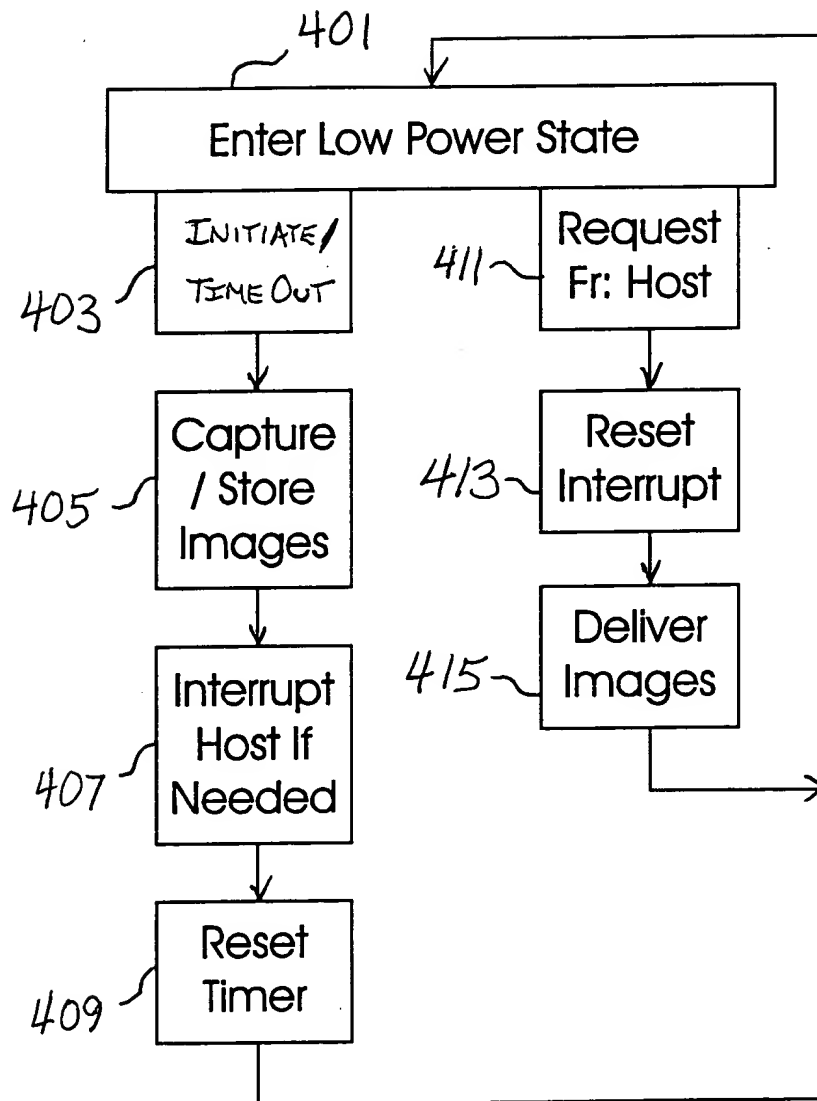 401
Enter Low Power State
INITIATE/
TIME OUT
403
Request
Fr: Host
411
Capture
/ Store
Images
405
Reset
Interrupt
413
Interrupt
Host If
Needed
407
Deliver
Images
415
Reset
Timer
409